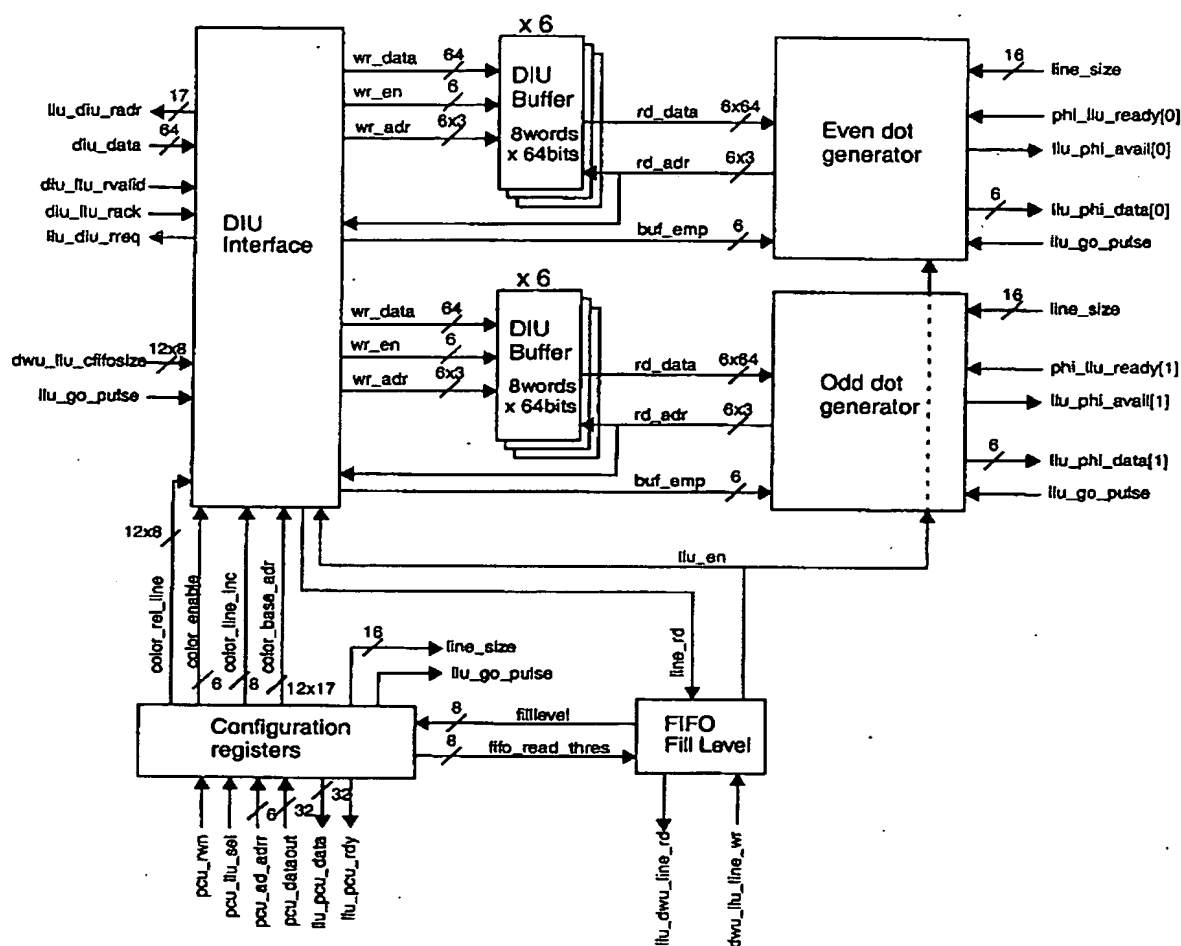 x 6
wr_data
64
wr_en
6
wr_adr
6x3
DIU
Buffer
8words
x 64bits
rd_data
6x64
rd_adr
6x3
buf_emp
6
Even dot
generator
16
line_size
phi_llu_ready[0]
llu_phi_avail[0]
6
llu_phi_data[0]
llu_go_pulse
17
llu_diu_radr
64
diu_data
diu_llu_rvalid
diu_llu_rack
llu_diu_rreq
DIU
Interface
dwu_llu_cfifosize
12x8
llu_go_pulse
x 6
wr_data
64
wr_en
6
wr_adr
6x3
DIU
Buffer
8words
x 64bits
rd_data
6x64
rd_adr
6x3
buf_emp
6
Odd dot
generator
16
line_size
phi_llu_ready[1]
llu_phi_avail[1]
6
llu_phi_data[1]
llu_go_pulse
12x8
color_rel_line
color_enable
6
color_line_inc
8
color_base_adr
12x17
llu_en
line_rd
16
line_size
llu_go_pulse
Configuration
registers
8
filllevel
8
fifo_read_thres
FIFO
Fill Level
pcu_rwn
pcu_llu_sel
pcu_ad_adrr
6
pcu_dataout
32
llu_pcu_data
32
llu_pcu_rdy
llu_dwu_line_rd
dwu_llu_line_wr